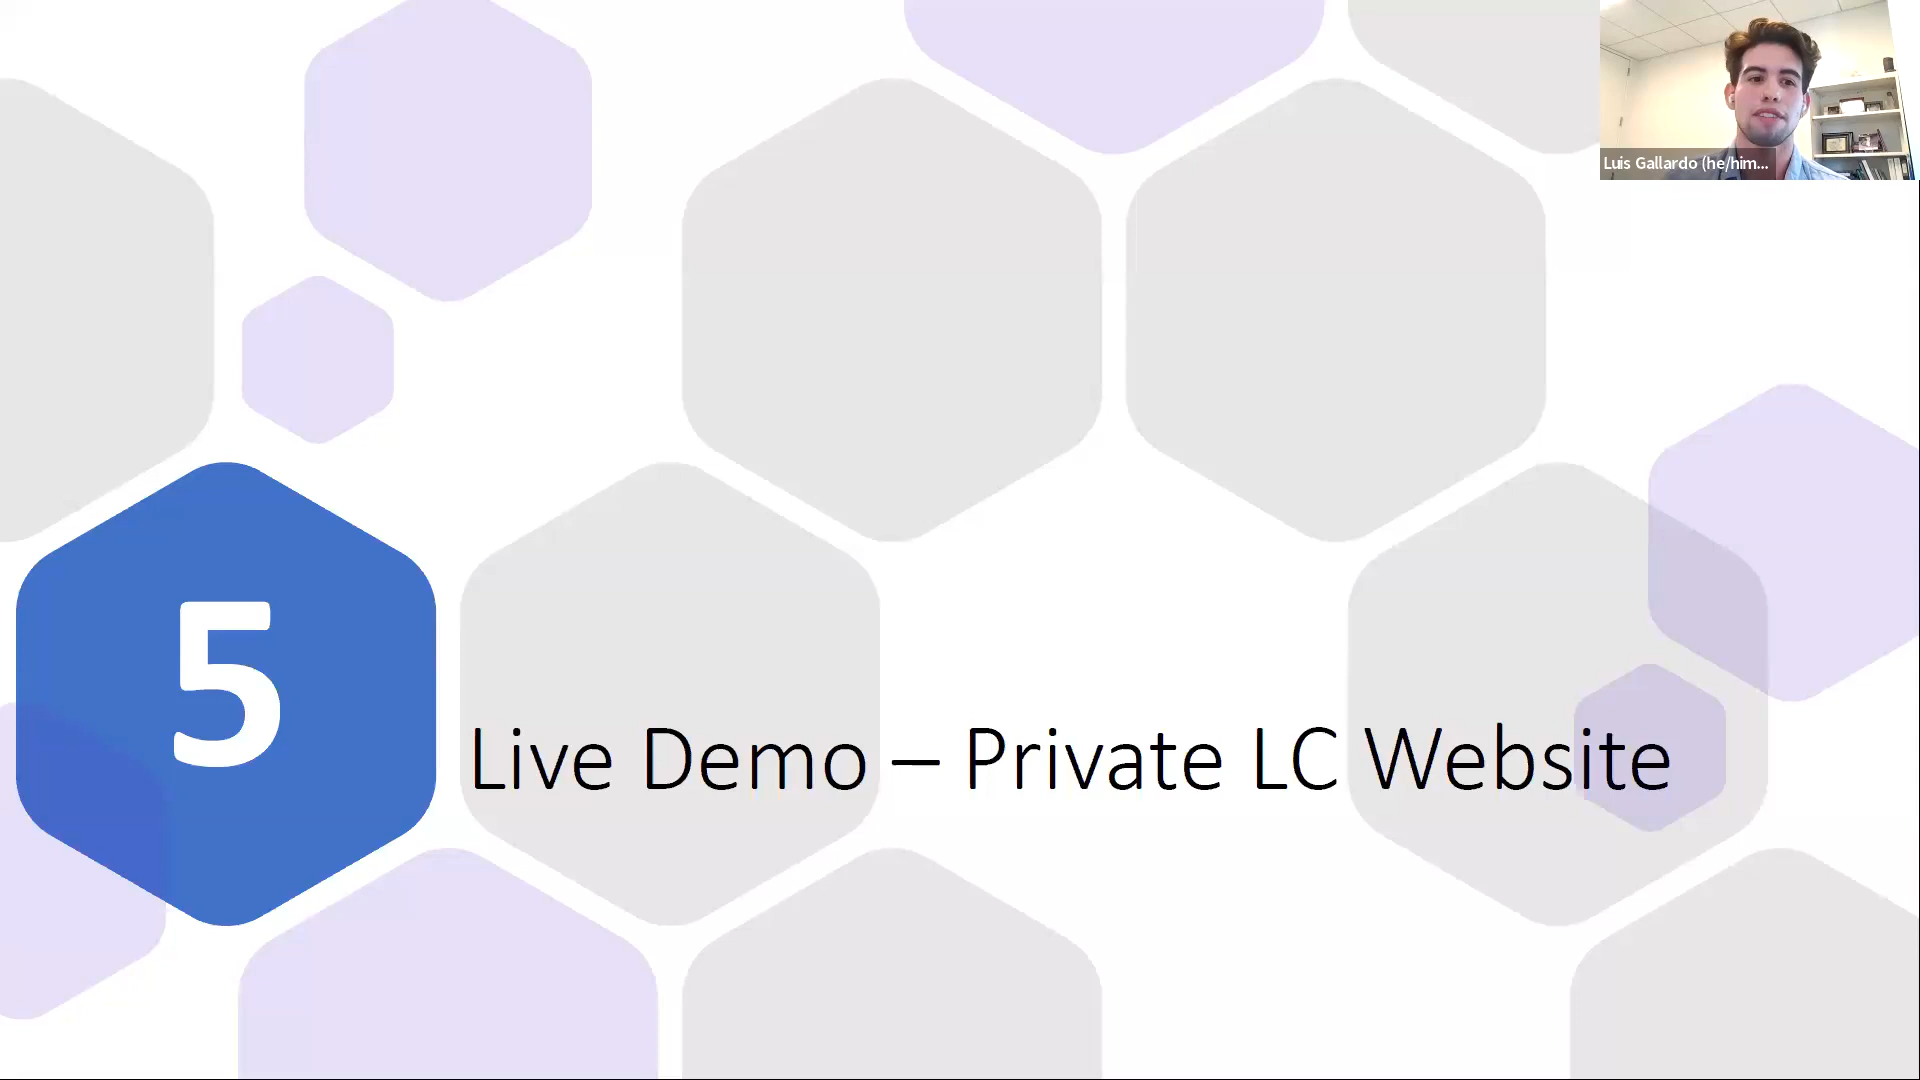 Luis Gallardo (he/him...
5
Live Demo – Private LC Website